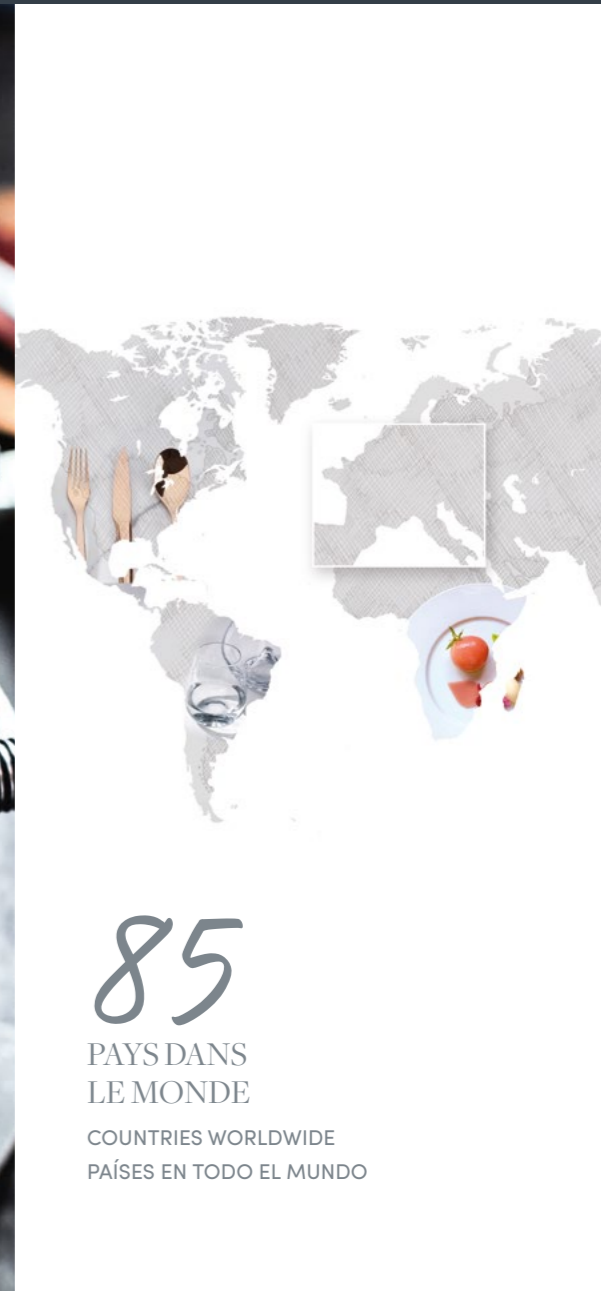 85
PAYS DANS
LE MONDE
COUNTRIES WORLDWIDE
PAÍSES EN TODO EL MUNDO